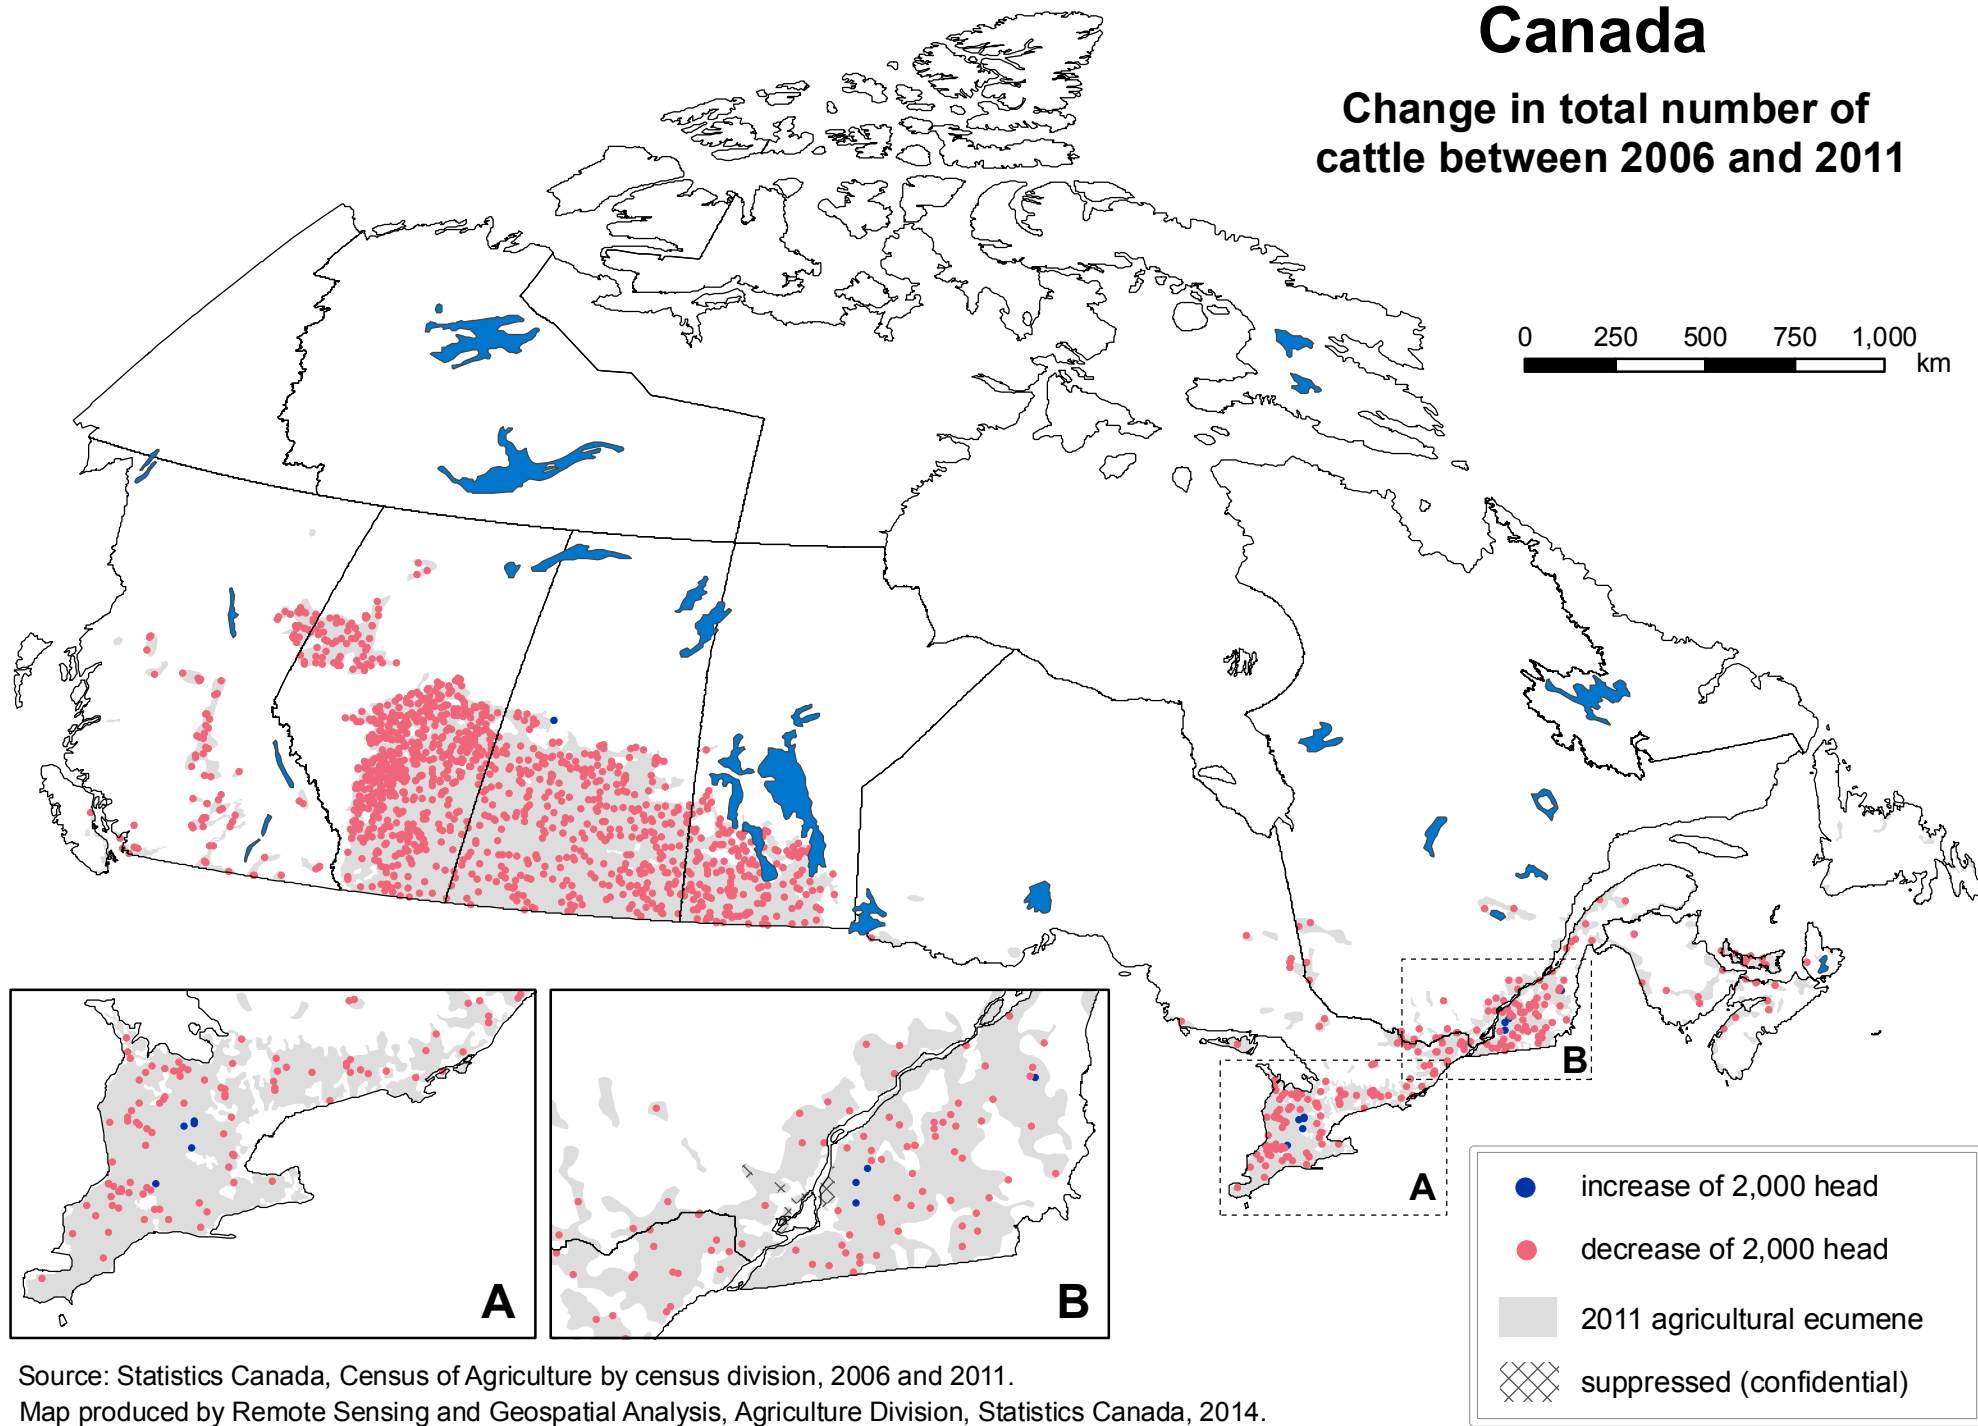 Canada
Change in total number of
cattle between 2006 and 2011
0 250 500 750 1,000
km
B
A
A
B
increase of 2,000 head
decrease of 2,000 head
2011 agricultural ecumene
suppressed (confidential)
Source: Statistics Canada, Census of Agriculture by census division, 2006 and 2011.
Map produced by Remote Sensing and Geospatial Analysis, Agriculture Division, Statistics Canada, 2014.